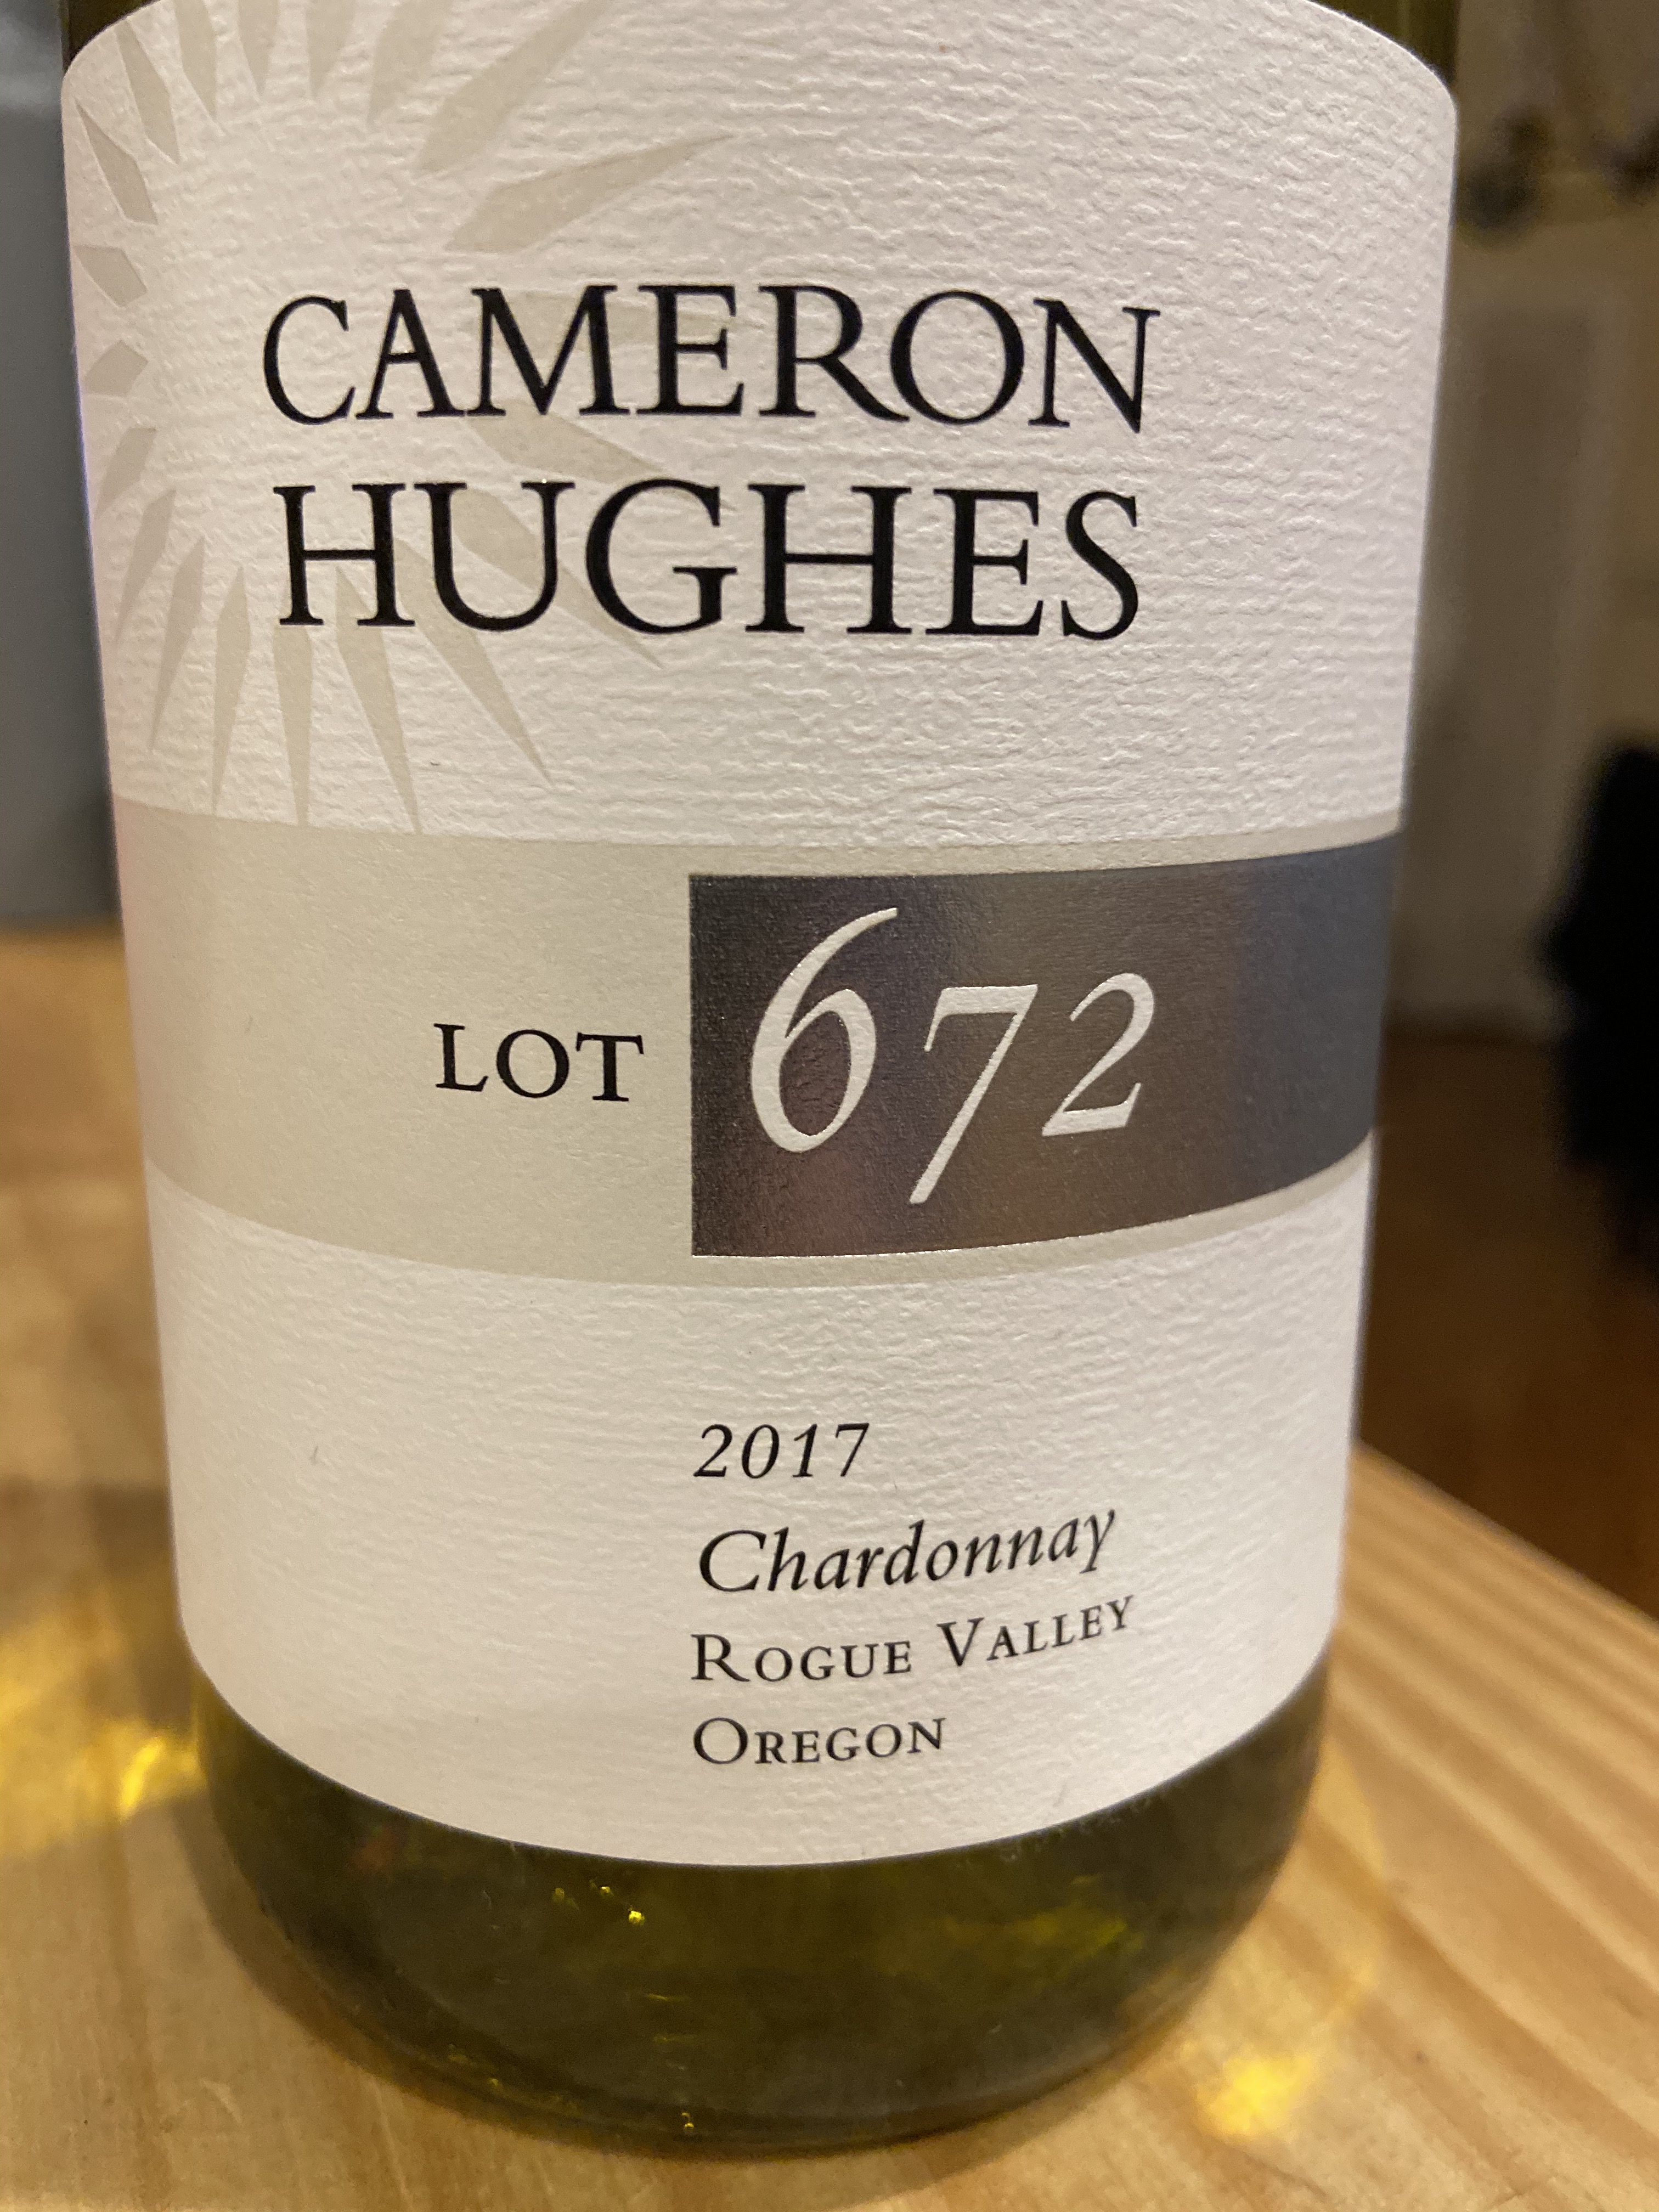 CAMERON
HUGHES
LOT 672
2017
Chardonnay
ROGUE VALLEY
OREGON